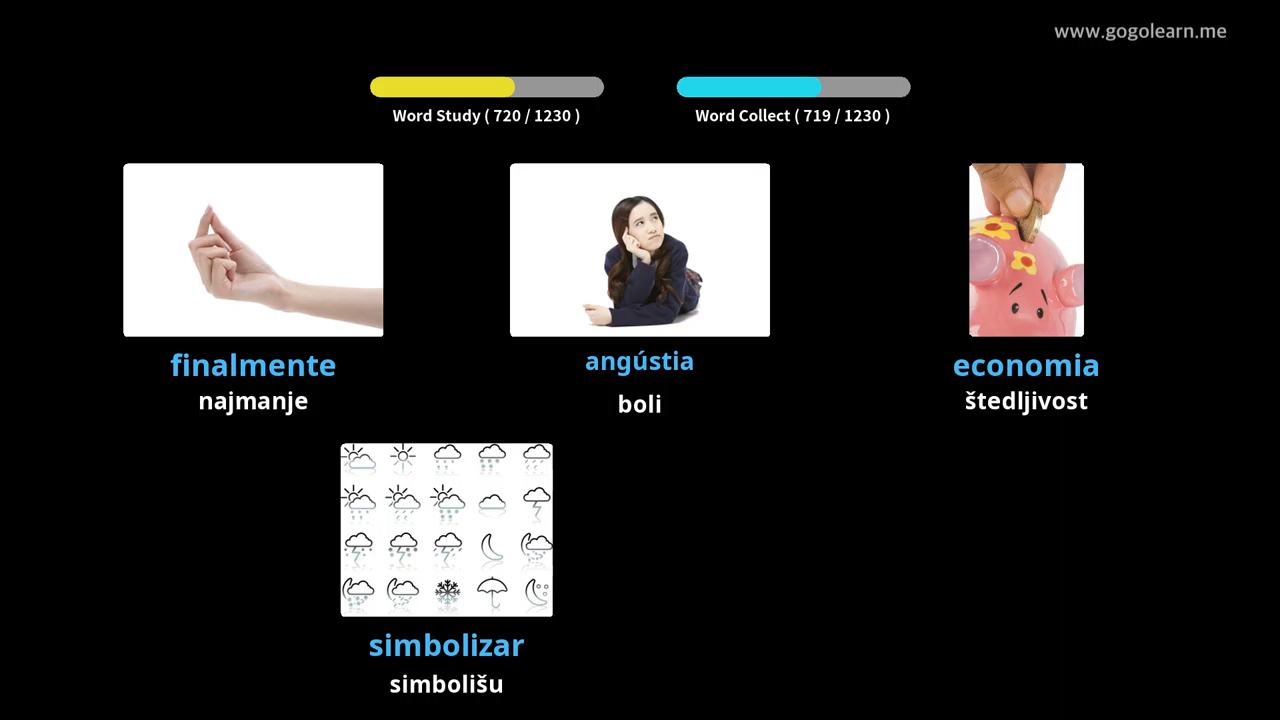 www.gogolearn.me
Word Study ( 720 / 1230 )
Word Collect ( 719 / 1230 )
finalmente
najmanje
angústia
boli
economia
štedljivost
simbolizar
simbolišu